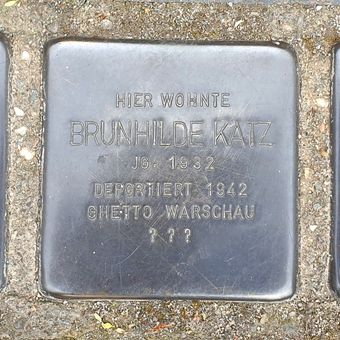 HIER WOHNTE
BRUNHILDE KATZ
JG. 1932
DEPORTIERT 1942
GHETTO WARSCHAU
? ? ?